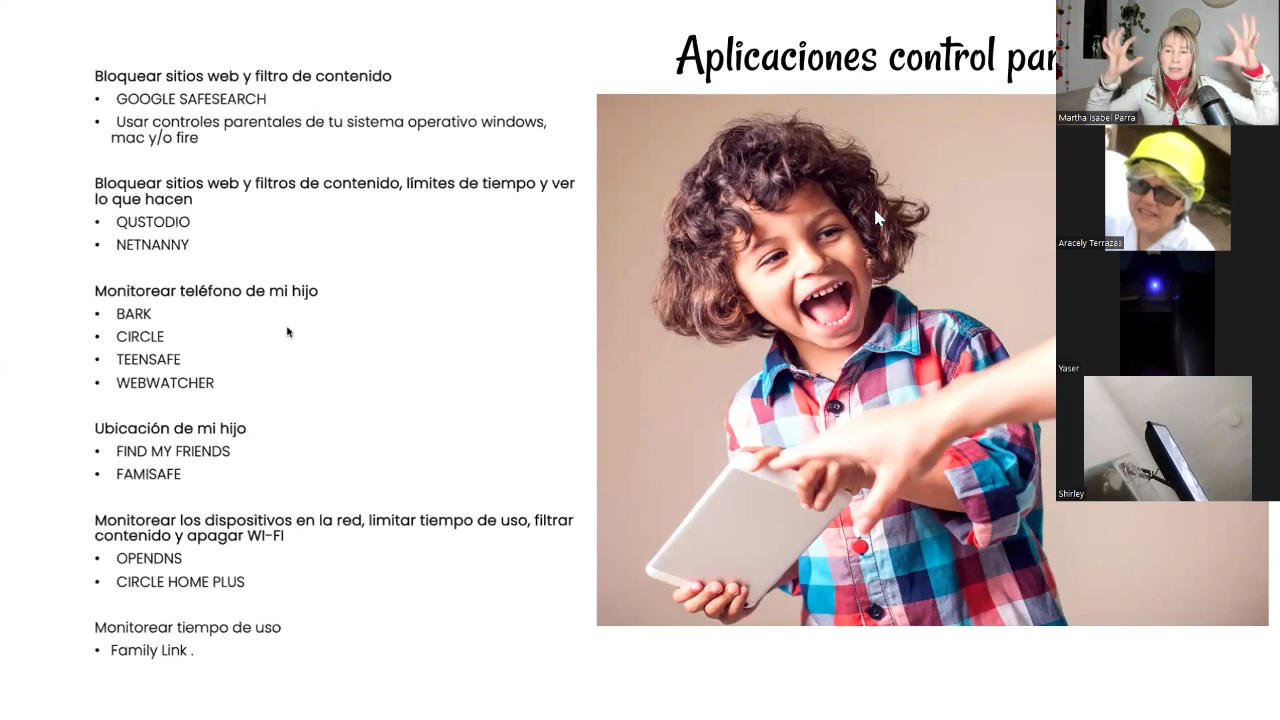 Aplicaciones control par
Bloquear sitios web y filtro de contenido
• GOOGLE SAFESEARCH
• Usar controles parentales de tu sistema operativo windows,
mac y/o fire
Bloquear sitios web y filtros de contenido, límites de tiempo y ver
lo que hacen
• QUSTODIO
• NETNANNY
Monitorear teléfono de mi hijo
• BARK
• CIRCLE
• TEENSAFE
• WEBWATCHER
Ubicación de mi hijo
• FIND MY FRIENDS
• FAMISAFE
Monitorear los dispositivos en la red, limitar tiempo de uso, filtrar
contenido y apagar WI-FI
• OPENDNS
• CIRCLE HOME PLUS
Monitorear tiempo de uso
• Family Link .
Martha Isabel Parra
Aracely Terrazas
Yaser
Shirley